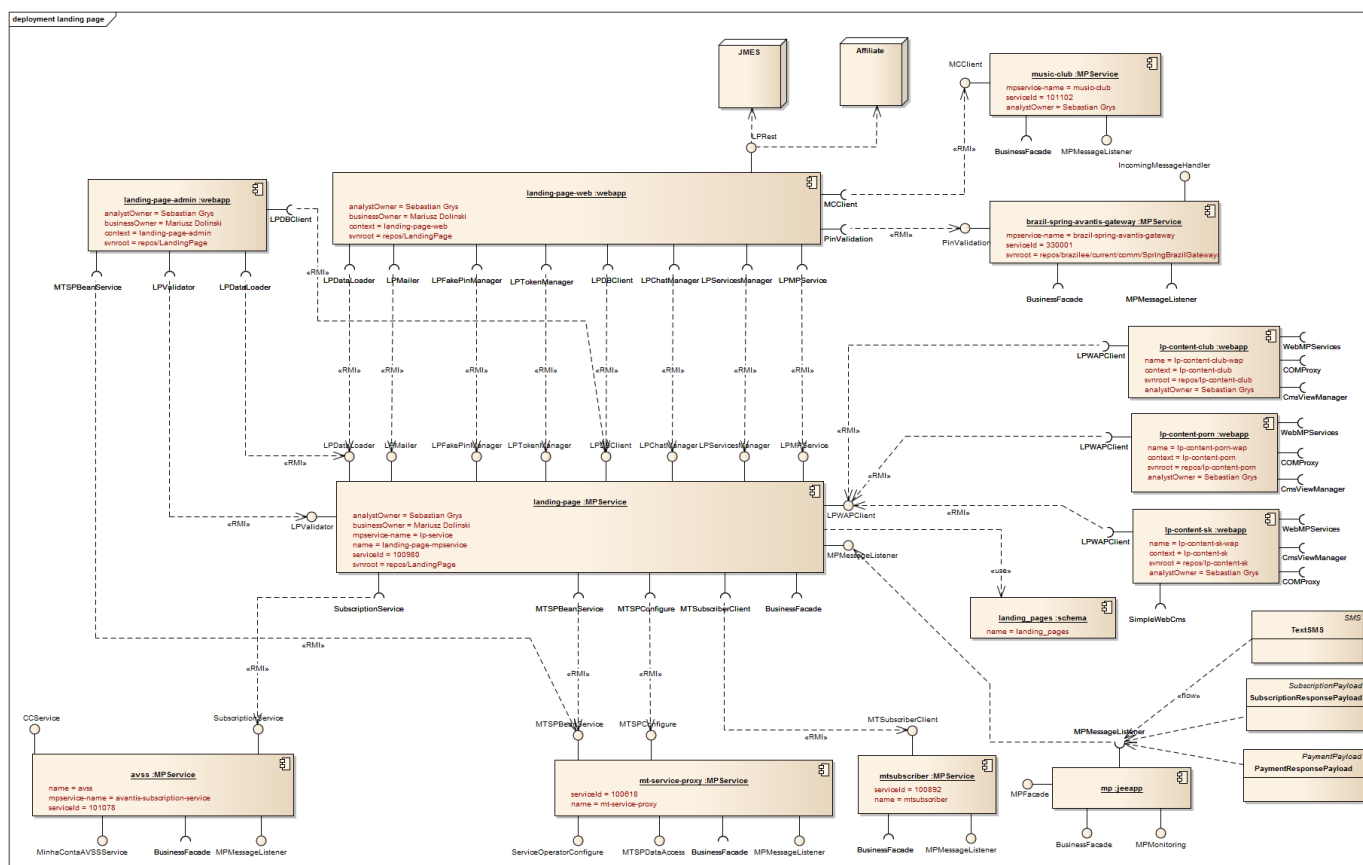 deployment landing page
JMES
Affiliate
MCClient
music-club :MPService
mpservice-name = music-club
serviceId = 101102
analystOwner = Sebastian Grys
LPRest
«RMI»
BusinessFacade
MPMessageListener
IncomingMessageHandler
landing-page-admin :webapp
analystOwner = Sebastian Grys
businessOwner = Mariusz Dolinski
context = landing-page-admin
svnroot = repos/LandingPage
LPDBClient
landing-page-web :webapp
analystOwner = Sebastian Grys
businessOwner = Mariusz Dolinski
context = landing-page-web
svnroot = repos/LandingPage
MCClient
PinValidation
«RMI»
PinValidation
brazil-spring-avantis-gateway :MPService
mpservice-name = brazil-spring-avantis-gateway
serviceId = 330001
svnroot = repos/brazilee/current/comm/SpringBrazilGateway/
BusinessFacade
MPMessageListener
«RMI»
MTSPBeanService
LPValidator
LPDataLoader
LPDataLoader
LPMailer
LPFakePinManager
LPTokenManager
LPDBClient
LPChatManager
LPServicesManager
LPMPService
«RMI»
«RMI»
«RMI»
«RMI»
«RMI»
«RMI»
«RMI»
«RMI»
LPWAPClient
lp-content-club :webapp
name = lp-content-club-wap
context = lp-content-club
svnroot = repos/lp-content-club
analystOwner = Sebastian Grys
WebMPServices
COMProxy
CmsViewManager
«RMI»
LPDataLoader
LPMailer
LPFakePinManager
LPTokenManager
LPDBClient
LPChatManager
LPServicesManager
LPMPService
«RMI»
LPWAPClient
lp-content-porn :webapp
name = lp-content-porn-wap
context = lp-content-porn
svnroot = repos/lp-content-porn
analystOwner = Sebastian Grys
WebMPServices
COMProxy
CmsViewManager
«RMI»
«RMI»
LPValidator
landing-page :MPService
analystOwner = Sebastian Grys
businessOwner = Mariusz Dolinski
mpservice-name = lp-service
name = landing-page-mpservice
serviceId = 100980
svnroot = repos/LandingPage
LPWAPClient
MPMessageListener
«RMI»
LPWAPClient
lp-content-sk :webapp
name = lp-content-sk-wap
context = lp-content-sk
svnroot = repos/lp-content-sk
analystOwner = Sebastian Grys
WebMPServices
CmsViewManager
COMProxy
SimpleWebCms
«use»
landing_pages :schema
name = landing_pages
SubscriptionService
MTSPBeanService
MTSPConfigure
MTSubscriberClient
BusinessFacade
SMS
TextSMS
«RMI»
«RMI»
«RMI»
«RMI»
«flow»
SubscriptionPayload
SubscriptionResponsePayload
PaymentPayload
PaymentResponsePayload
CCService
SubscriptionService
MTSPBeanService
MTSPConfigure
MTSubscriberClient
«RMI»
MPMessageListener
avss :MPService
name = avss
mpservice-name = avantis-subscription-service
serviceId = 101078
MinhaContaAVSSService
BusinessFacade
MPMessageListener
mt-service-proxy :MPService
serviceId = 100618
name = mt-service-proxy
ServiceOperatorConfigure
MTSPDataAccess
BusinessFacade
MPMessageListener
mtsubscriber :MPService
serviceId = 100892
name = mtsubscriber
BusinessFacade
MPMessageListener
MPFacade
mp :jeeapp
BusinessFacade
MPMonitoring